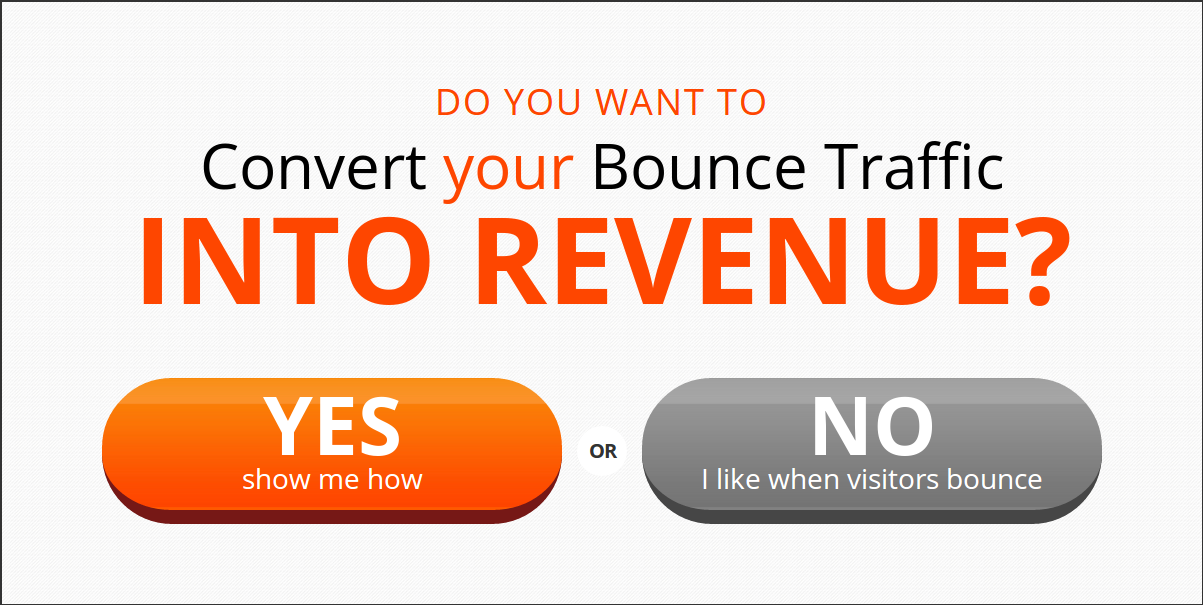 DO YOU WANT TO
Convert your Bounce Traffic
INTO REVENUE?
YES
show me how
OR
NO
I like when visitors bounce